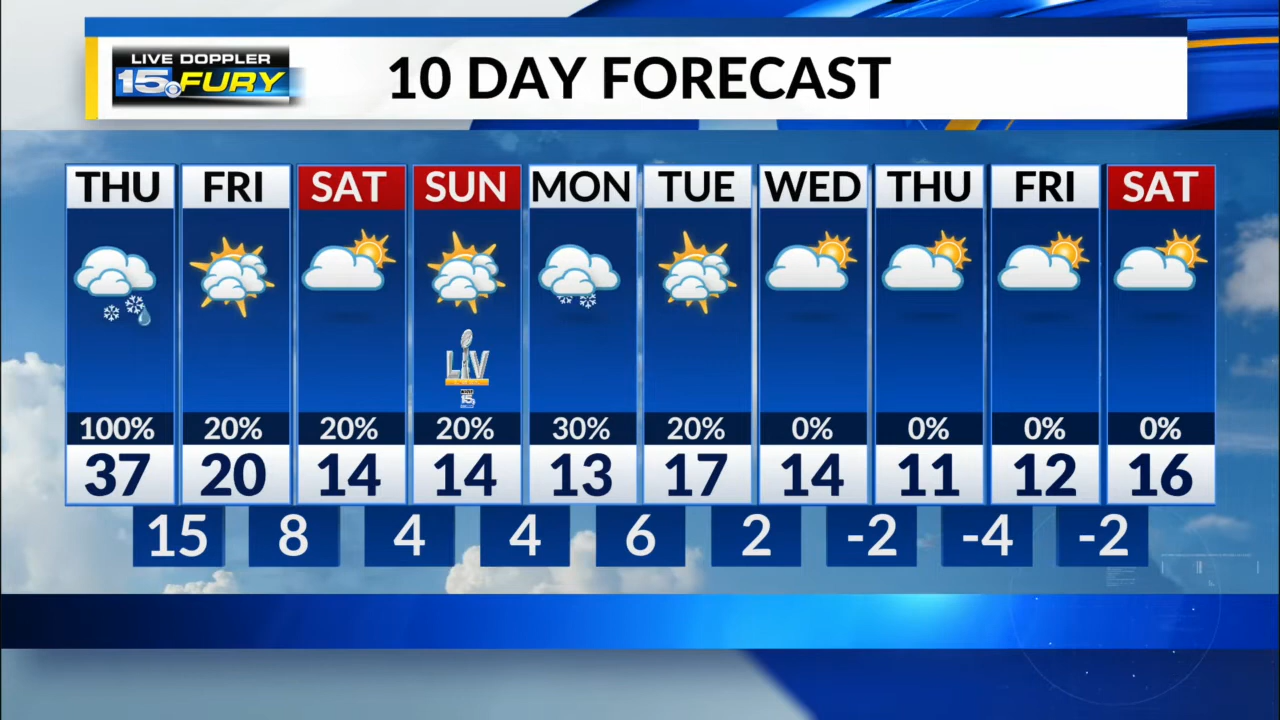 LIVE DOPPLER
15 FURY
10 DAY FORECAST
THU FRI SAT SUN MON TUE WED THU FRI SAT
LIV
15
100% 20% 20% 20% 30% 20% 0% 0% 0% 0%
37 20 14 14 13 17 14 11 12 16
15 8 4 4 6 2 -2 -4 -2